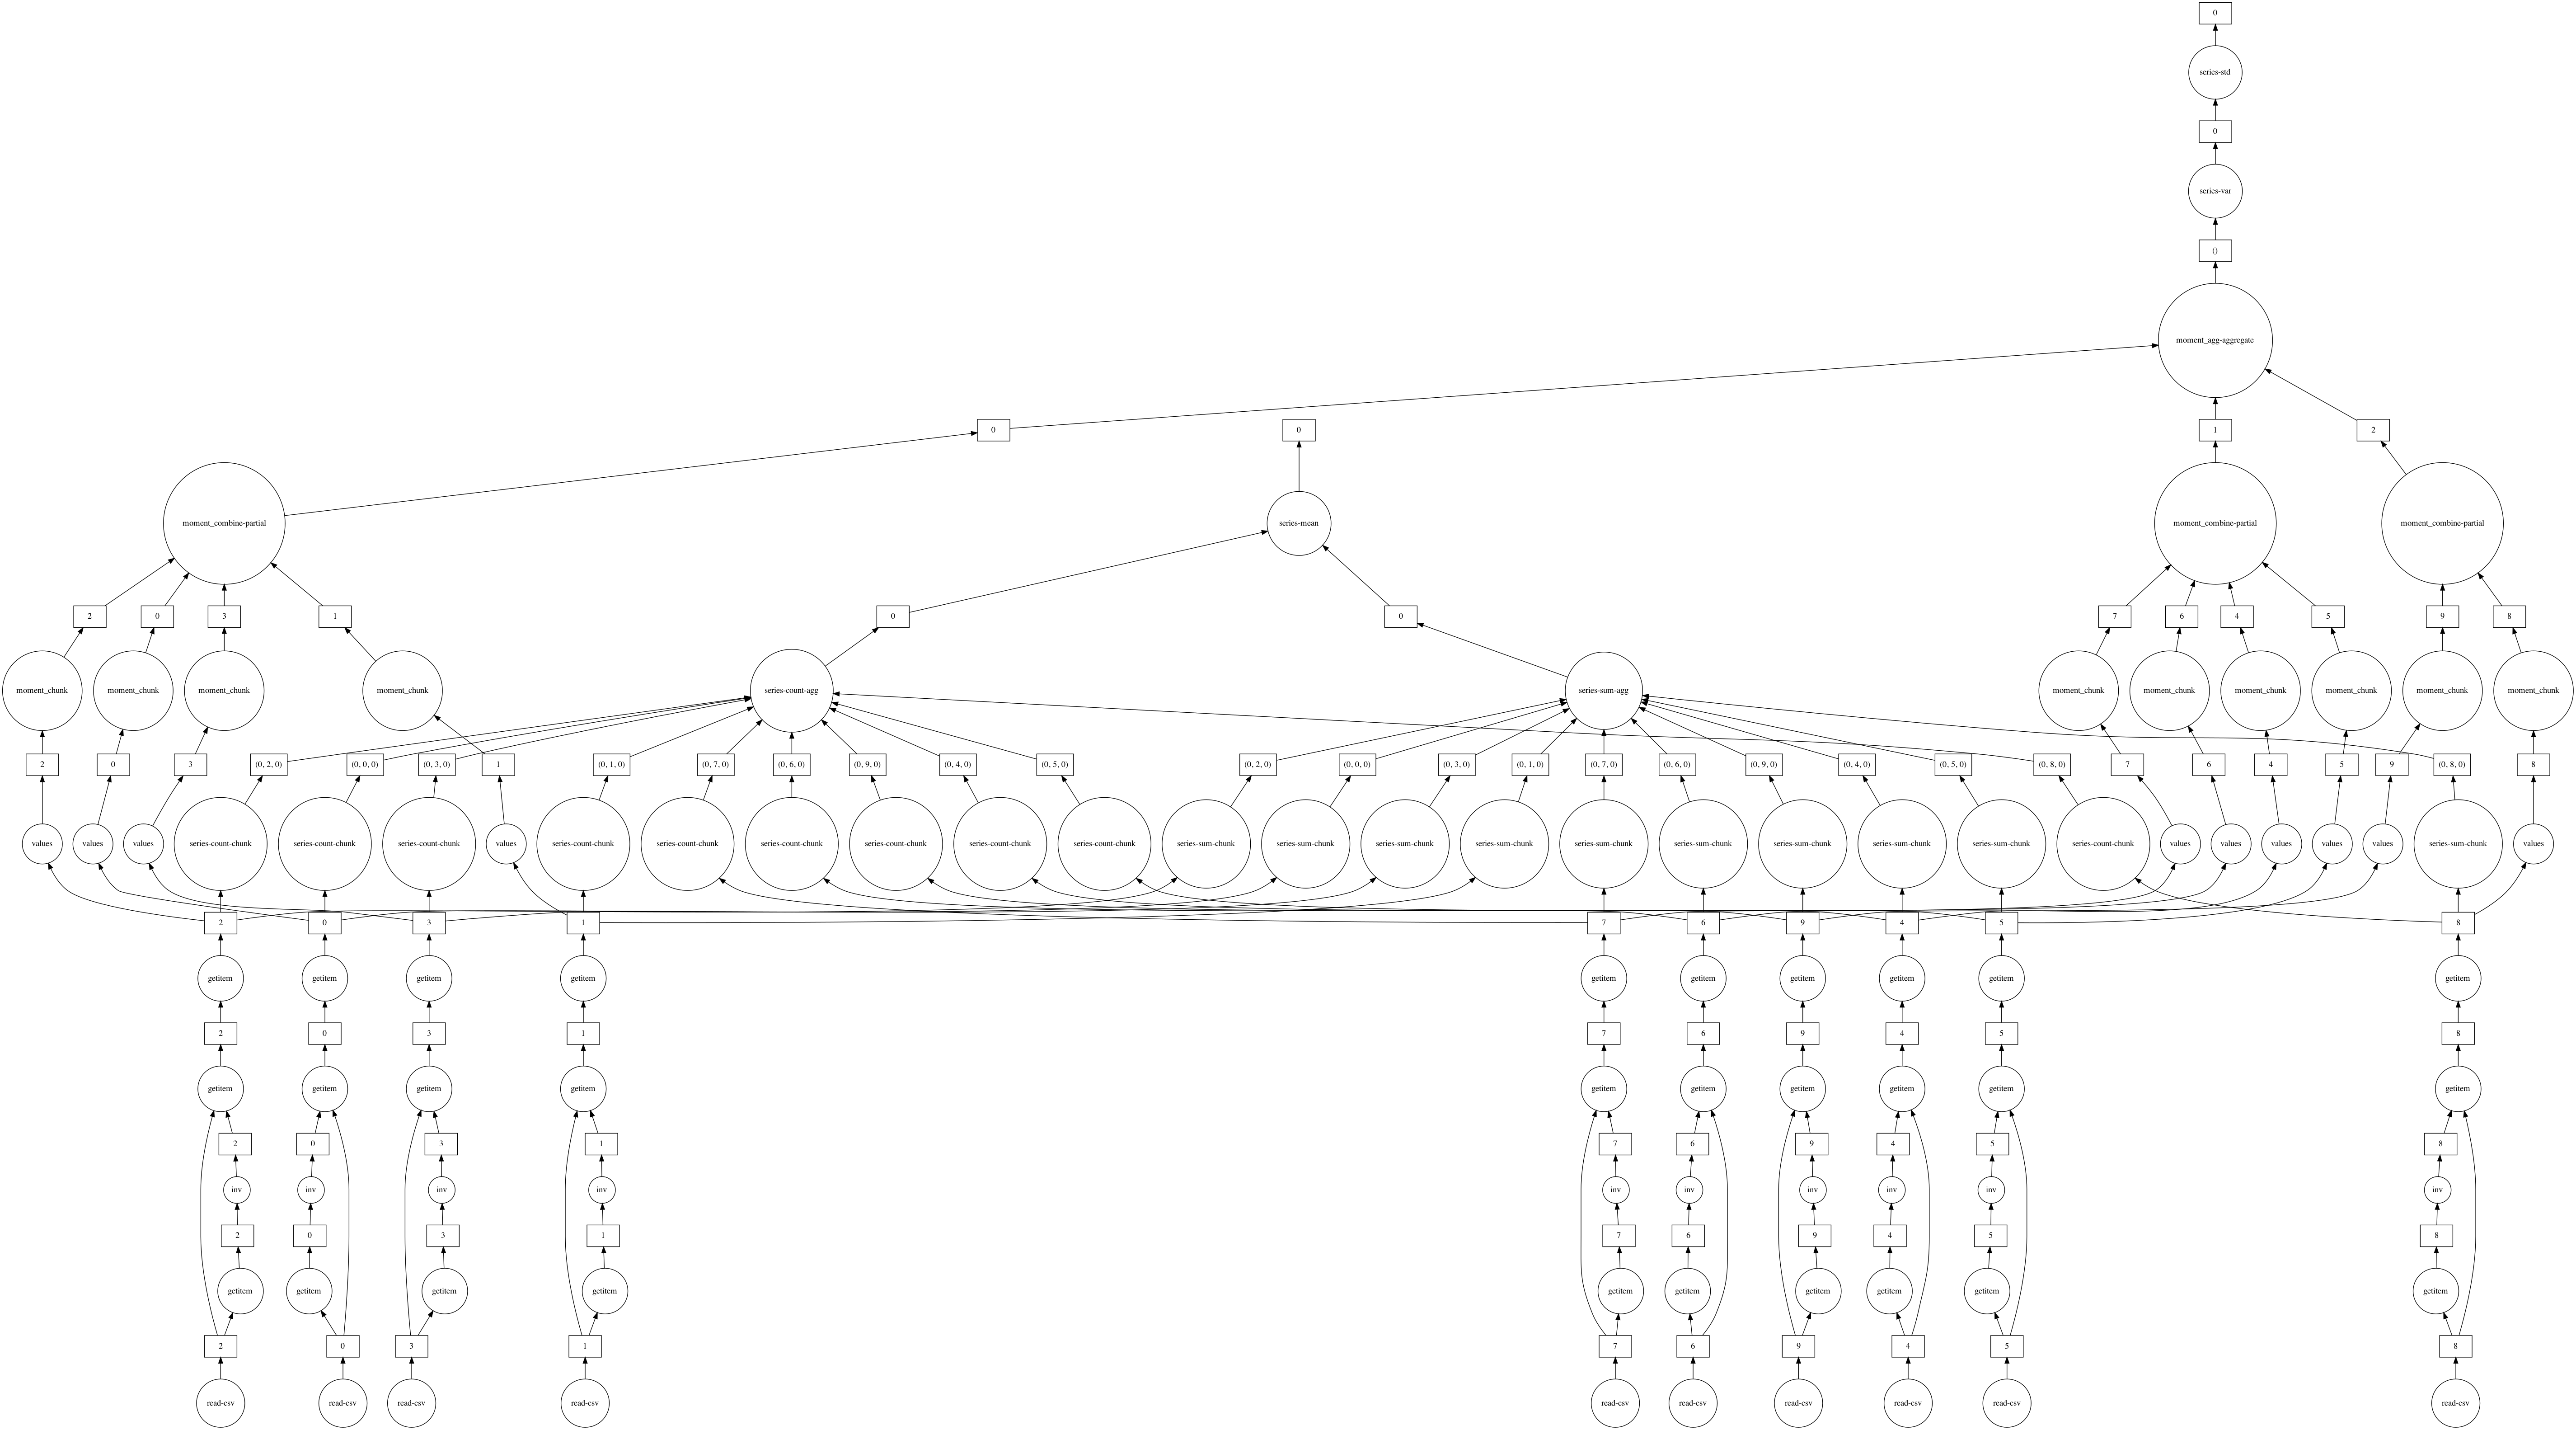 0
series-std
0
series-var
()
moment_agg-aggregate
0 0 1 2
moment_combine-partial series-mean moment_combine-partial moment_combine-partial
2 0 3 1 0 0 7 6 4 5 9 8
moment_chunk moment_chunk moment_chunk moment_chunk series-count-agg series-sum-agg moment_chunk moment_chunk moment_chunk moment_chunk moment_chunk moment_chunk
2 0 3 (0, 2, 0) (0, 0, 0) (0, 3, 0) 1 (0, 1, 0) (0, 7, 0) (0, 6, 0) (0, 9, 0) (0, 4, 0) (0, 5, 0) (0, 2, 0) (0, 0, 0) (0, 3, 0) (0, 1, 0) (0, 7, 0) (0, 6, 0) (0, 9, 0) (0, 4, 0) (0, 5, 0) (0, 8, 0) 7 6 4 5 9 (0, 8, 0) 8
values values values series-count-chunk series-count-chunk series-count-chunk values series-count-chunk series-count-chunk series-count-chunk series-count-chunk series-count-chunk series-count-chunk series-sum-chunk series-sum-chunk series-sum-chunk series-sum-chunk series-sum-chunk series-sum-chunk series-sum-chunk series-sum-chunk series-sum-chunk series-count-chunk values values values values values series-sum-chunk values
2 0 3 1 7 6 9 4 5 8
getitem getitem getitem getitem getitem getitem getitem getitem getitem getitem
2 0 3 1 7 6 9 4 5 8
getitem getitem getitem getitem getitem getitem getitem getitem getitem getitem
2 0 3 1 7 6 9 4 5 8
inv inv inv inv inv inv inv inv inv inv
2 0 3 1 7 6 9 4 5 8
getitem getitem getitem getitem getitem getitem getitem getitem getitem getitem
2 0 3 1 7 6 9 4 5 8
read-csv read-csv read-csv read-csv read-csv read-csv read-csv read-csv read-csv read-csv